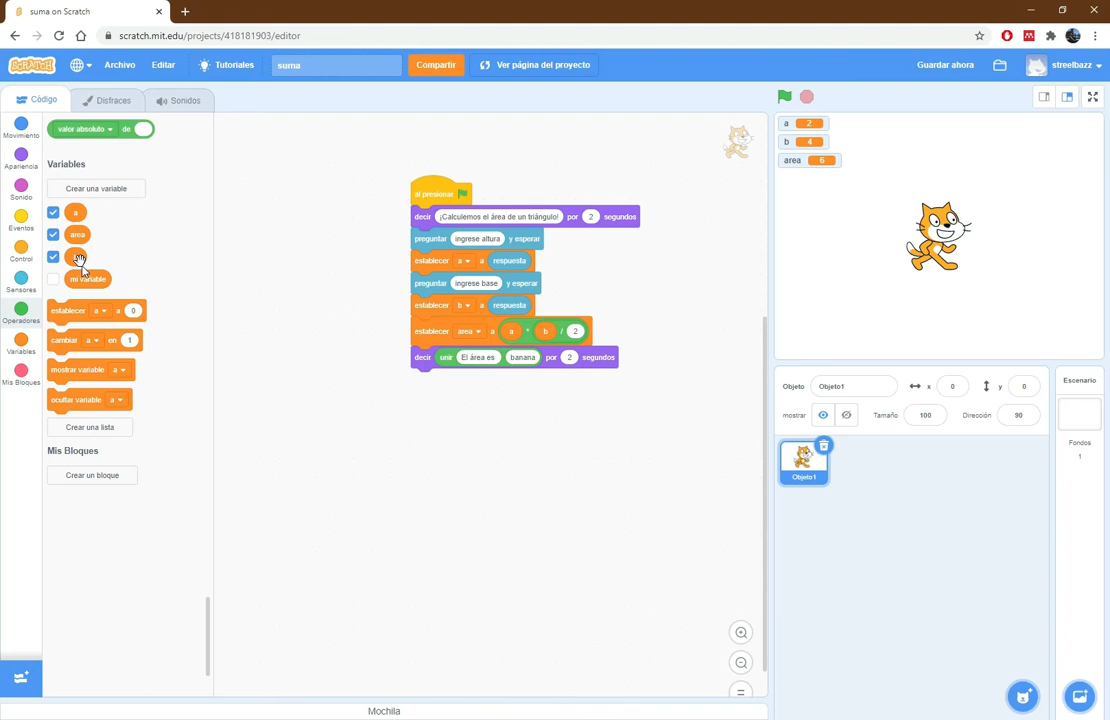 suma on Scratch
scratch.mit.edu/projects/418181903/editor
SCRATCH
Archivo
Editar
Tutoriales
suma
Compartir
Ver página del proyecto
Guardar ahora
streelbazz
Código
Disfraces
Sonidos
Movimiento
Apariencia
Sonido
Eventos
Control
Sensores
Operadores
Variables
Mis Bloques
valor absoluto de
Variables
Crear una variable
a
area
mi variable
establecer a a 0
cambiar a en 1
mostrar variable a
ocultar variable a
Crear una lista
Mis Bloques
Crear un bloque
al presionar
decir ¡Calculemos el área de un triángulo! por 2 segundos
preguntar ingrese altura y esperar
establecer a a respuesta
preguntar ingrese base y esperar
establecer b a respuesta
establecer area a a * b / 2
decir unir El área es banana por 2 segundos
a 2
b 4
area 6
Objeto Objeto1 x 0 y 0
mostrar Tamaño 100 Dirección 90
Objeto1
Escenario
Fondos
1
Mochila